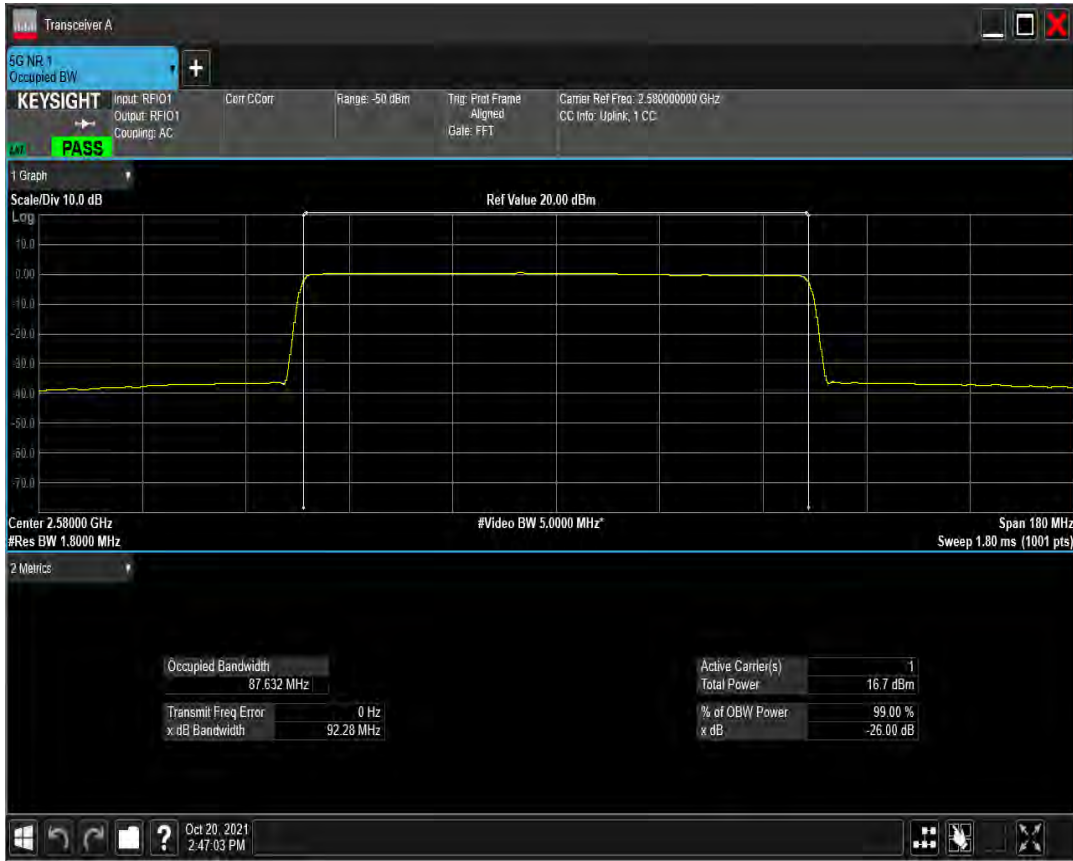 Transceiver A
5G NR 1
Occupied BW
+
KEYSIGHT
Input: RFIO1
Output: RFIO1
Coupling: AC
Corr CCorr
Range: -50 dBm
Trig: Prot Frame
Aligned
Gate: FFT
Carrier Ref Freq: 2.580000000 GHz
CC Info: Uplink, 1 CC
PASS
1 Graph
Scale/Div 10.0 dB
Ref Value 20.00 dBm
Log
10.0
0.00
-10.0
-20.0
-30.0
-40.0
-50.0
-60.0
-70.0
Center 2.58000 GHz
#Video BW 5.0000 MHz*
Span 180 MHz
#Res BW 1.8000 MHz
Sweep 1.80 ms (1001 pts)
2 Metrics
Occupied Bandwidth
87.632 MHz
Transmit Freq Error 0 Hz
x dB Bandwidth 92.28 MHz
Active Carrier(s) 1
Total Power 16.7 dBm
% of OBW Power 99.00 %
x dB -26.00 dB
?
Oct 20, 2021
2:47:03 PM